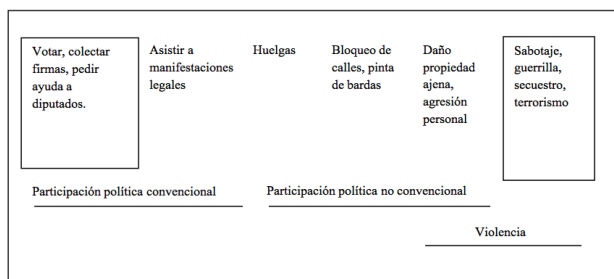 Votar, colectar
firmas, pedir
ayuda a
diputados.
Asistir a
manifestaciones
legales
Huelgas
Bloqueo de
calles, pinta
de bardas
Daño
propiedad
ajena,
agresión
personal
Sabotaje,
guerrilla,
secuestro,
terrorismo
Participación política convencional
Participación política no convencional
Violencia